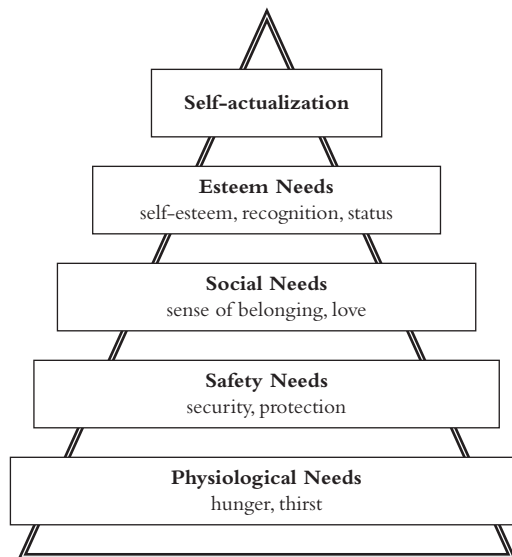 Self-actualization
Esteem Needs
self-esteem, recognition, status
Social Needs
sense of belonging, love
Safety Needs
security, protection
Physiological Needs
hunger, thirst